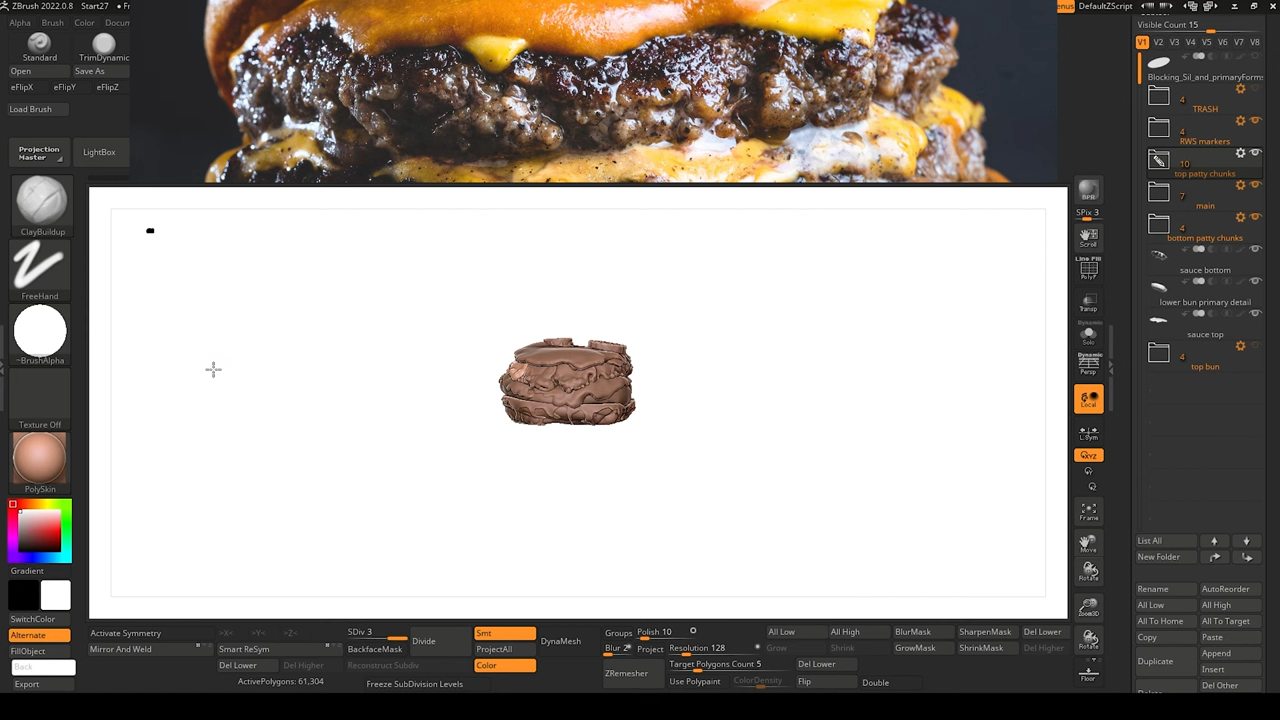 ZBrush 2022.0.8 Start27 ● Fr
enus DefaultZScript
Alpha Brush Color Docum
Standard TrimDynamic
Open Save As
eFlipX eFlipY eFlipZ
Load Brush
Projection
Master
LightBox
ClayBuildup
FreeHand
~BrushAlpha
Texture Off
PolySkin
Gradient
SwitchColor
Alternate
FillObject
Back
Export
Activate Symmetry >X< >Y< >Z<
Mirror And Weld Smart ReSym
Del Lower Del Higher
ActivePolygons: 61,304
SDiv 3
BackfaceMask
Reconstruct Subdiv
Freeze SubDivision Levels
Divide
Smt
ProjectAll
Color
DynaMesh
Groups Polish 10
Blur 2 Project Resolution 128
ZRemesher
Target Polygons Count 5
Use Polypaint ColorDensity
All Low All High BlurMask SharpenMask Del Lower
Grow Shrink GrowMask ShrinkMask Del Higher
Del Lower
Flip Double
BPR
SPix 3
Scroll
Line Fill
PolyF
Transp
Dynamic
Solo
Dynamic
Persp
Local
L.Sym
XYZ
Frame
Move
Rotate
Zoom3D
Rotate
Floor
Visible Count 15
V1 V2 V3 V4 V5 V6 V7 V8
Blocking_Sil_and_primaryForms
4
TRASH
4
RWS markers
10
top patty chunks
7
main
4
bottom patty chunks
sauce bottom
lower bun primary detail
sauce top
4
top bun
List All
New Folder
Rename AutoReorder
All Low All High
All To Home All To Target
Copy Paste
Duplicate Append
Insert
Del Other